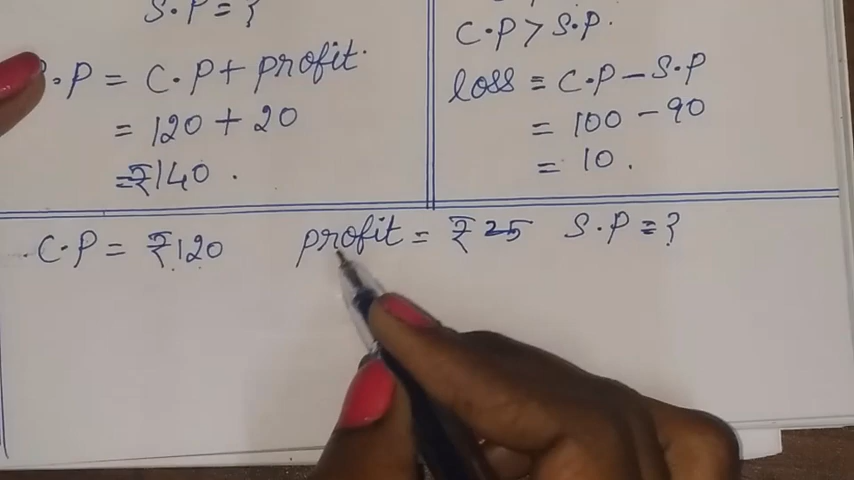 S.P = ?
.P = C.P + profit.
= 120 + 20
= ₹140.
C.P > S.P.
loss = C.P - S.P
= 100 - 90
= 10.
C.P = ₹120 profit = ₹25 S.P = ?